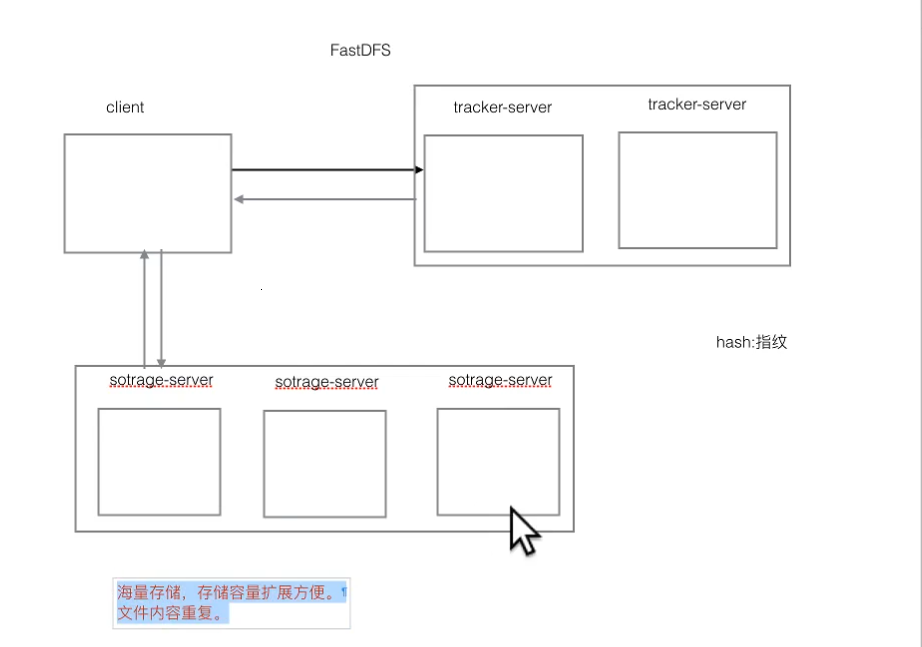 FastDFS
client
tracker-server
tracker-server
hash:指纹
sotrage-server
sotrage-server
sotrage-server
海量存储，存储容量扩展方便。
文件内容重复。